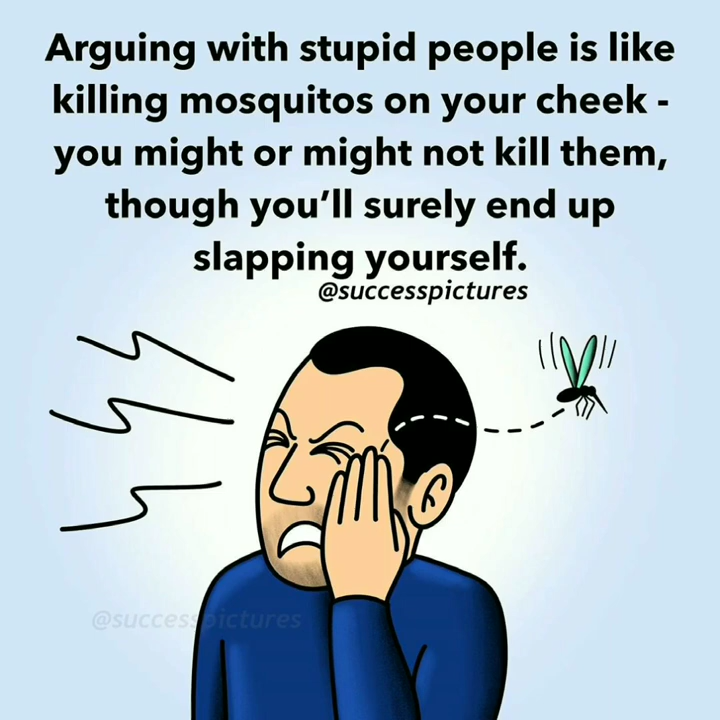 Arguing with stupid people is like
killing mosquitos on your cheek -
you might or might not kill them,
though you’ll surely end up
slapping yourself.
@successpictures
@successpictures